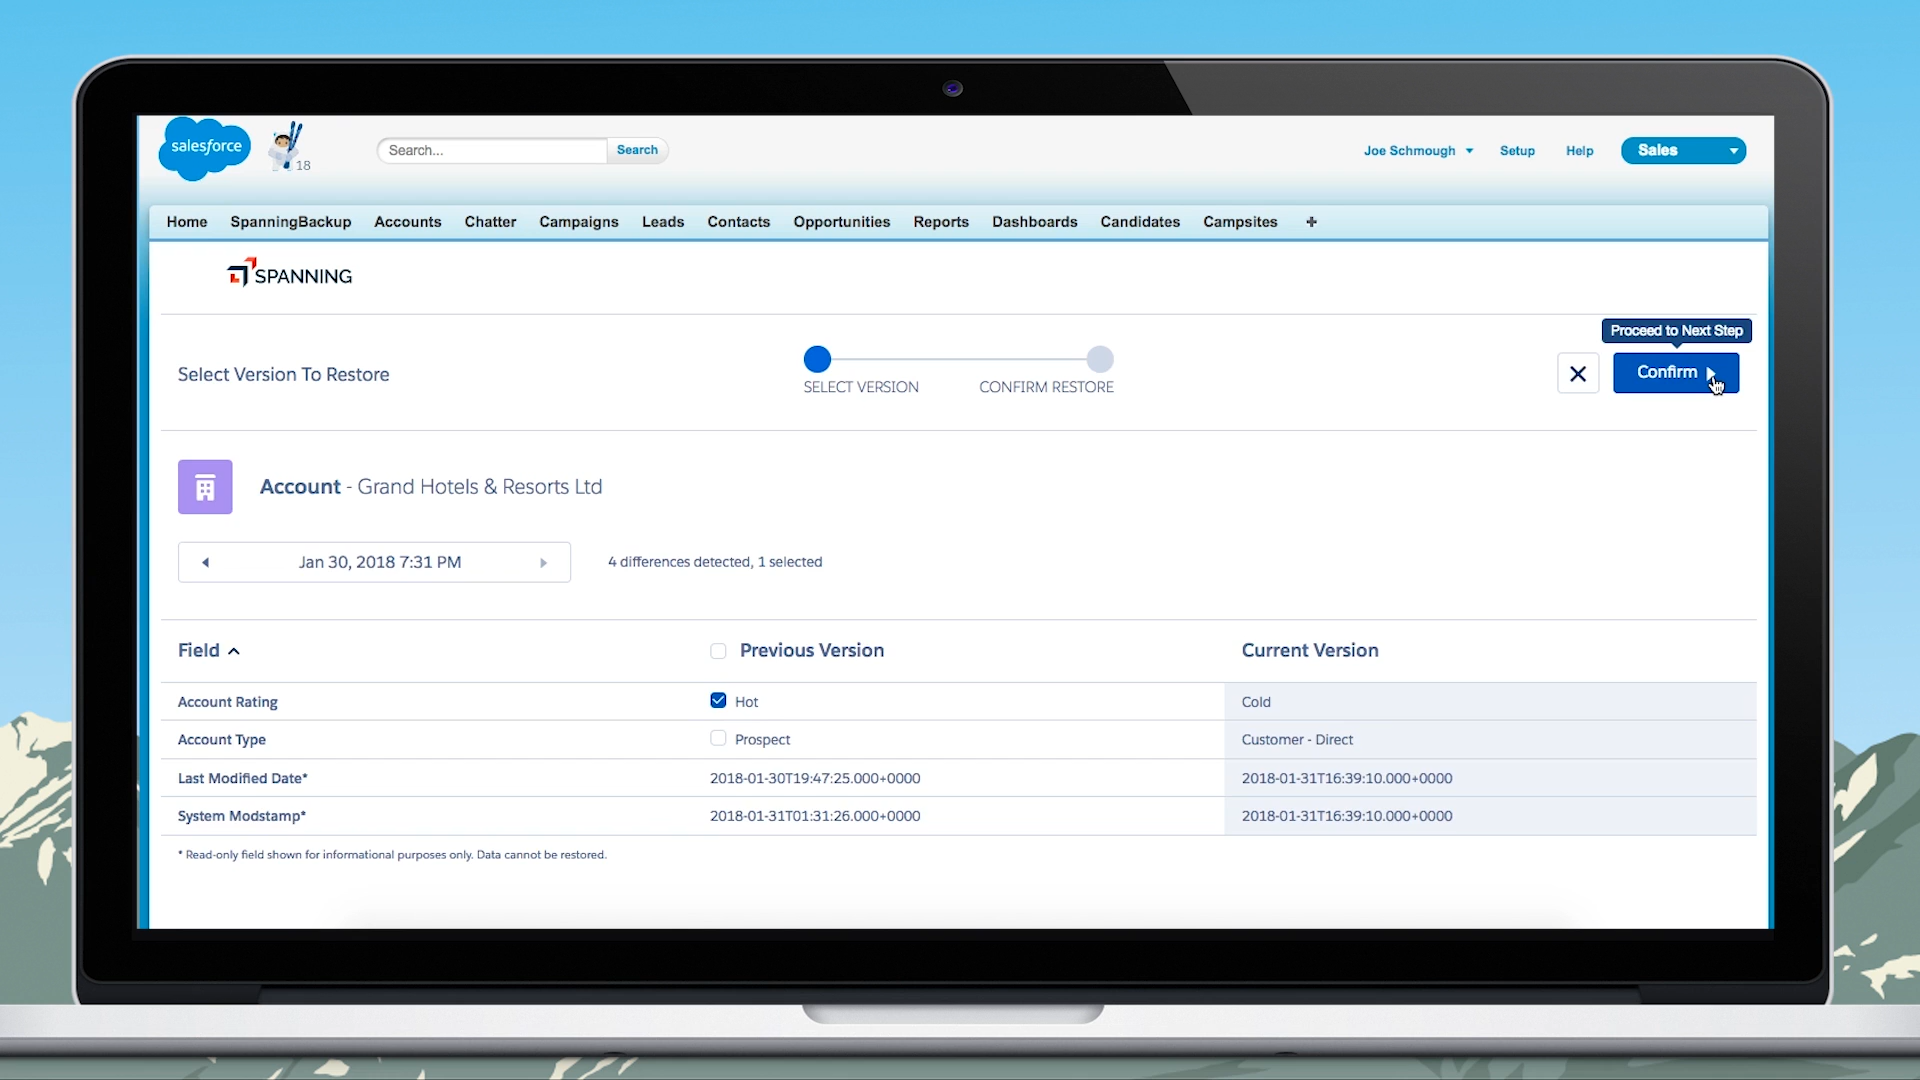 salesforce
18
Search...
Search
Joe Schmough
Setup
Help
Sales
Home SpanningBackup Accounts Chatter Campaigns Leads Contacts Opportunities Reports Dashboards Candidates Campsites +
SPANNING
Proceed to Next Step
Select Version To Restore
SELECT VERSION
CONFIRM RESTORE
Confirm
Account - Grand Hotels & Resorts Ltd
Jan 30, 2018 7:31 PM
4 differences detected, 1 selected
Field Previous Version Current Version
Account Rating Hot Cold
Account Type Prospect Customer - Direct
Last Modified Date* 2018-01-30T19:47:25.000+0000 2018-01-31T16:39:10.000+0000
System Modstamp* 2018-01-31T01:31:26.000+0000 2018-01-31T16:39:10.000+0000
* Read-only field shown for informational purposes only. Data cannot be restored.